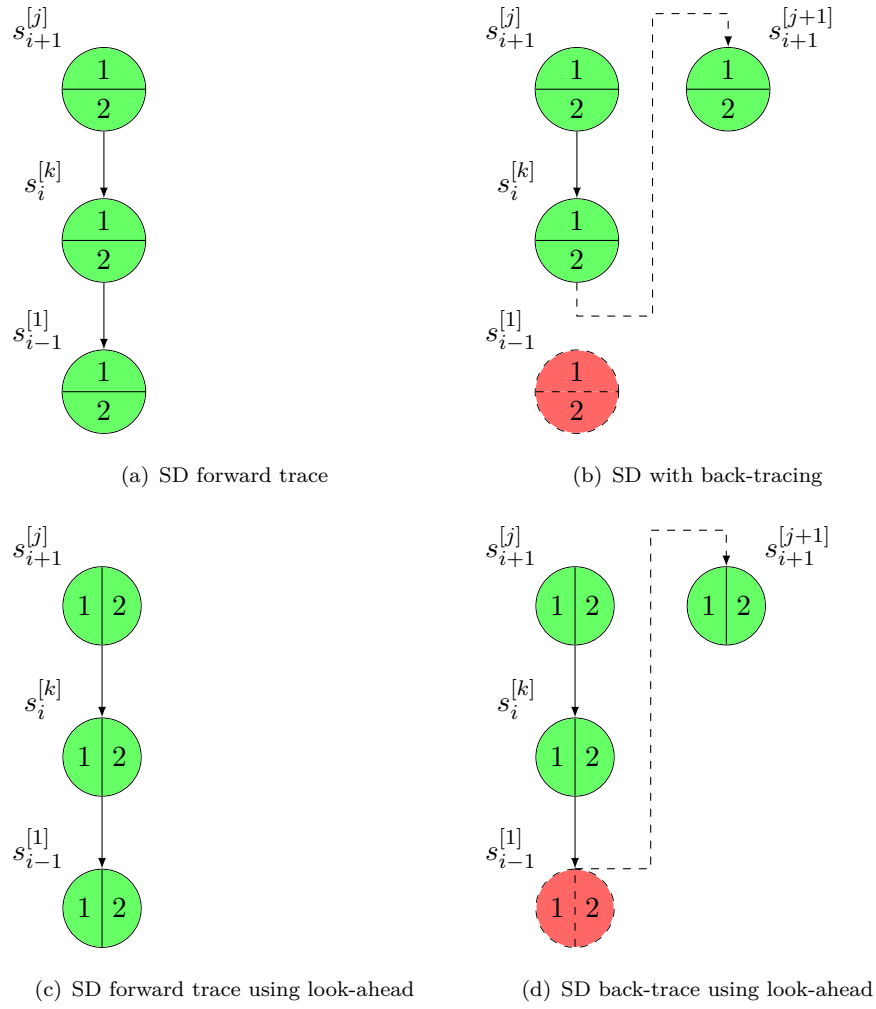 s_{i+1}^{[j]}
1
2
s_i^{[k]}
1
2
s_{i-1}^{[1]}
1
2
(a) SD forward trace
s_{i+1}^{[j]} s_{i+1}^{[j+1]}
1 1
2 2
s_i^{[k]}
1
2
s_{i-1}^{[1]}
1
2
(b) SD with back-tracing
s_{i+1}^{[j]}
1 2
s_i^{[k]}
1 2
s_{i-1}^{[1]}
1 2
(c) SD forward trace using look-ahead
s_{i+1}^{[j]} s_{i+1}^{[j+1]}
1 2 1 2
s_i^{[k]}
1 2
s_{i-1}^{[1]}
1 2
(d) SD back-trace using look-ahead